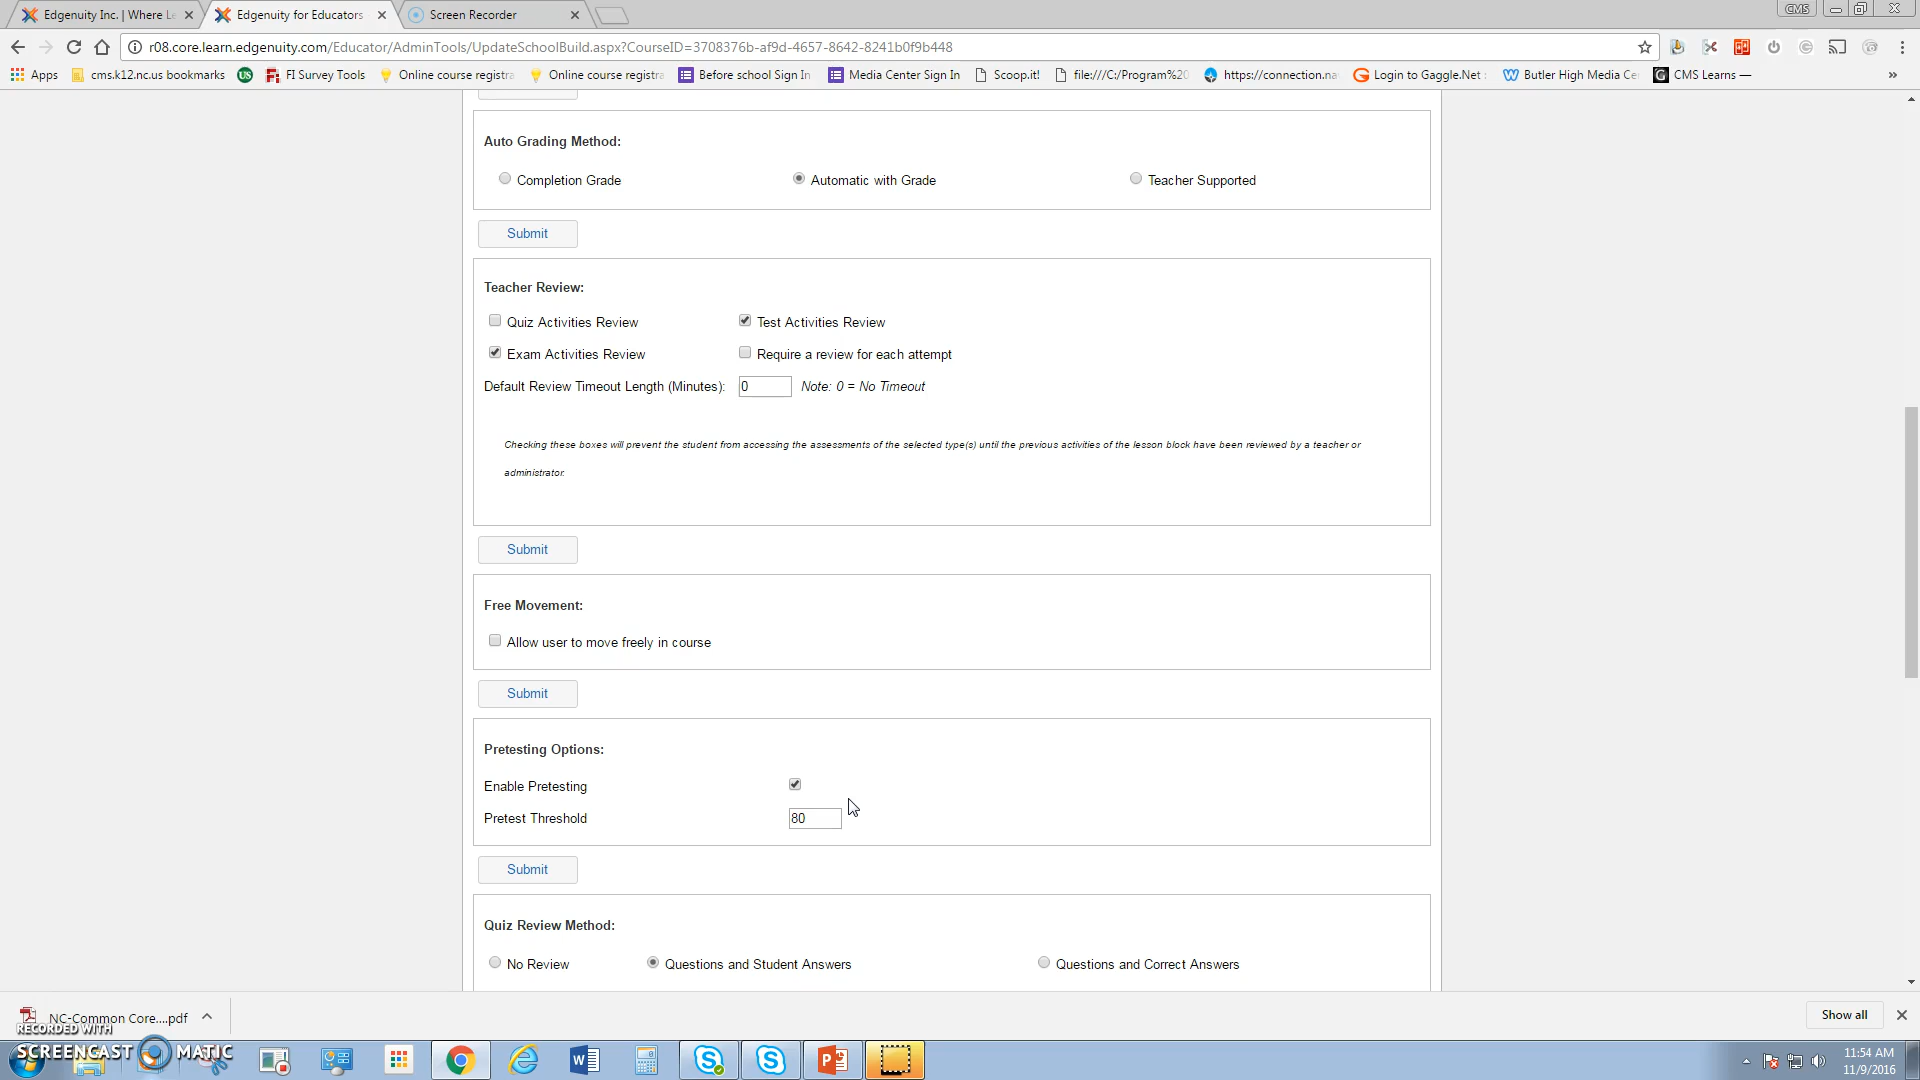 Edgenuity Inc. | Where Le
Edgenuity for Educators
Screen Recorder
CMS
r08.core.learn.edgenuity.com/Educator/AdminTools/UpdateSchoolBuild.aspx?CourseID=3708376b-af9d-4657-8642-8241b0f9b448
Apps
cms.k12.nc.us bookmarks
US
FI Survey Tools
Online course registra
Online course registra
Before school Sign In
Media Center Sign In
Scoop.it!
file:///C:/Program%20
https://connection.na
Login to Gaggle.Net :
Butler High Media Ce
CMS Learns —
»
Auto Grading Method:
Completion Grade
Automatic with Grade
Teacher Supported
Submit
Teacher Review:
Quiz Activities Review
Test Activities Review
Exam Activities Review
Require a review for each attempt
Default Review Timeout Length (Minutes): 0 Note: 0 = No Timeout
Checking these boxes will prevent the student from accessing the assessments of the selected type(s) until the previous activities of the lesson block have been reviewed by a teacher or
administrator.
Submit
Free Movement:
Allow user to move freely in course
Submit
Pretesting Options:
Enable Pretesting
Pretest Threshold 80
Submit
Quiz Review Method:
No Review
Questions and Student Answers
Questions and Correct Answers
NC-Common Core....pdf
Show all
RECORDED WITH
SCREENCAST MATIC
11:54 AM
11/9/2016